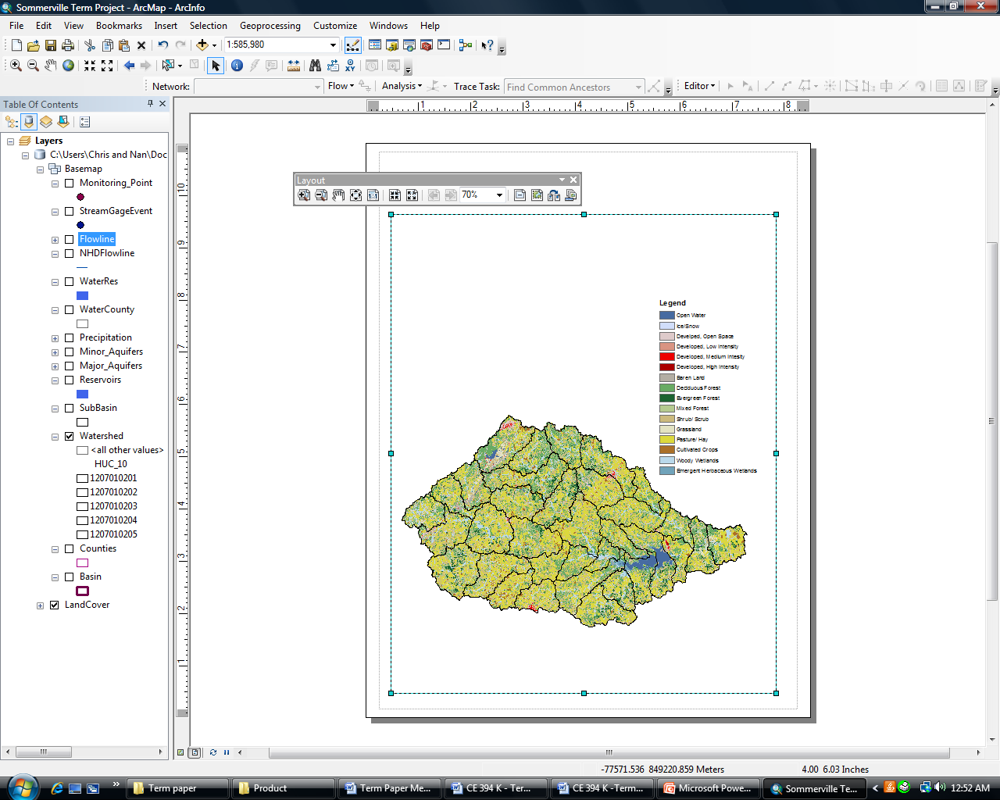 Sommerville Term Project - ArcMap - ArcInfo
File Edit View Bookmarks Insert Selection Geoprocessing Customize Windows Help
1:585,980
Network: Flow Analysis Trace Task: Find Common Ancestors Editor
Table Of Contents
Layers
C:\Users\Chris and Nan\Doc
Basemap
Monitoring_Point
StreamGageEvent
Flowline
NHDFlowline
WaterRes
WaterCounty
Precipitation
Minor_Aquifers
Major_Aquifers
Reservoirs
SubBasin
Watershed
<all other values>
HUC_10
1207010201
1207010202
1207010203
1207010204
1207010205
Counties
Basin
LandCover
1 2 3 4 5 6 7 8
10
9
8
7
6
5
4
3
2
1
Layout
1:1 70%
Legend
Open Water
Ice/Snow
Develped, Open Space
Developed, Low Intensity
Developed, Medium Intesity
Developed, High Intensity
Baren Land
Deciduous Forest
Evergreen Forest
Mixed Forest
Shrub/ Scrub
Grassland
Pasture/ Hay
Cultivated Crops
Woody Wetlands
Emergent Herbaceous Wetlands
-77571.536 849220.859 Meters 4.00 6.03 Inches
Term paper Product Term Paper Me... CE 394 K - Ter... CE 394 K -Term... Microsoft Powe... Sommerville Te... 12:52 AM